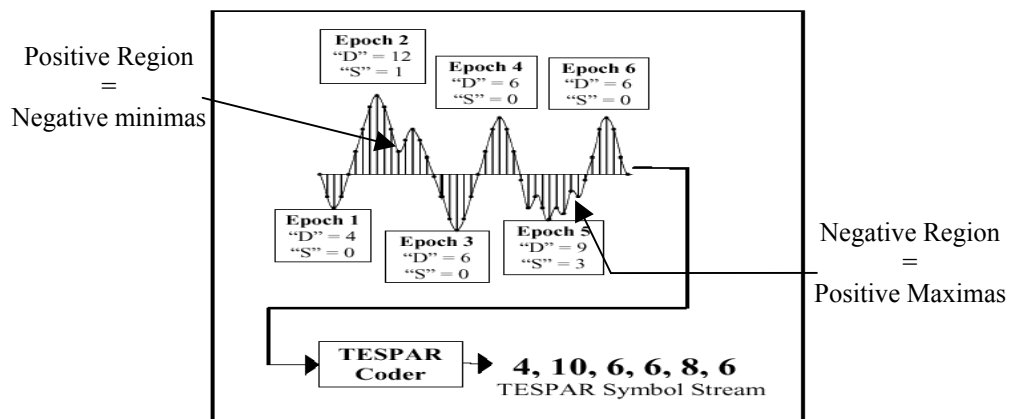 Positive Region
=
Negative minimas
Epoch 2
“D” = 12
“S” = 1
Epoch 4
“D” = 6
“S” = 0
Epoch 6
“D” = 6
“S” = 0
Epoch 1
“D” = 4
“S” = 0
Epoch 3
“D” = 6
“S” = 0
Epoch 5
“D” = 9
“S” = 3
Negative Region
=
Positive Maximas
TESPAR
Coder
4, 10, 6, 6, 8, 6
TESPAR Symbol Stream